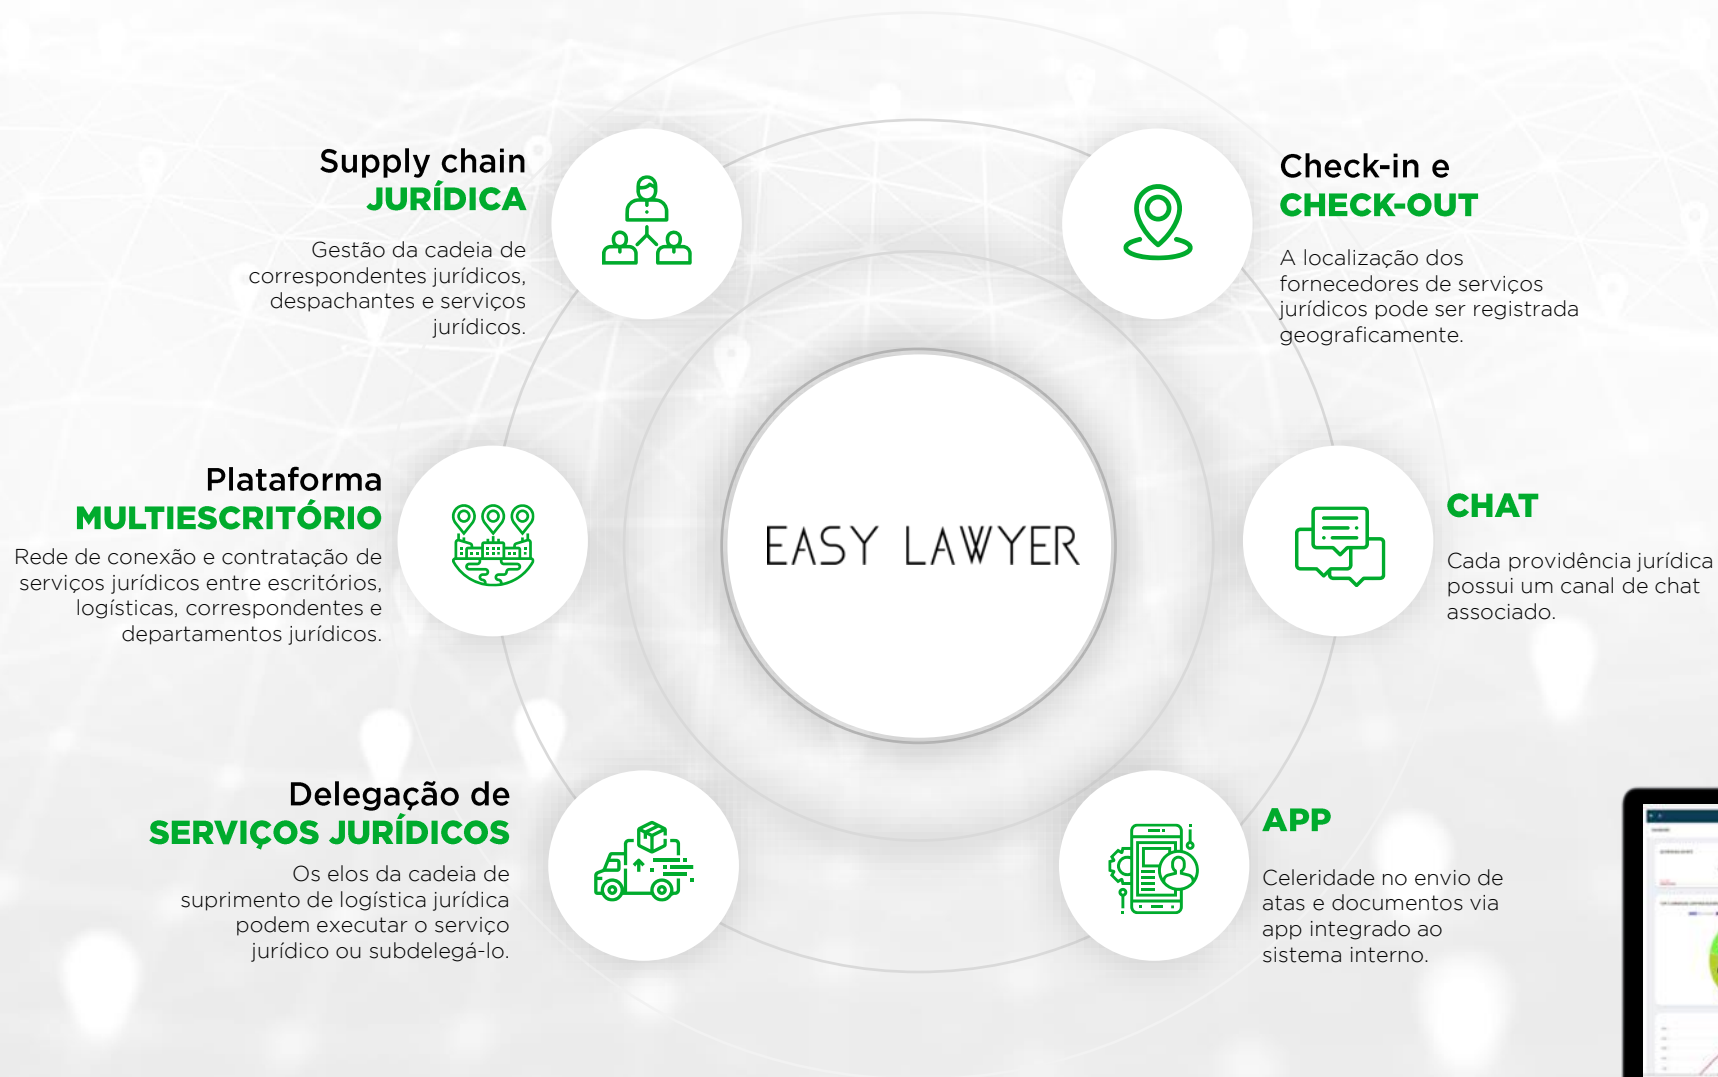 Supply chain
JURÍDICA
Gestão da cadeia de
correspondentes jurídicos,
despachantes e serviços
jurídicos.
Check-in e
CHECK-OUT
A localização dos
fornecedores de serviços
jurídicos pode ser registrada
geograficamente.
Plataforma
MULTIESCRITÓRIO
Rede de conexão e contratação de
serviços jurídicos entre escritórios,
logísticas, correspondentes e
departamentos jurídicos.
EASY LAWYER
CHAT
Cada providência jurídica
possui um canal de chat
associado.
Delegação de
SERVIÇOS JURÍDICOS
Os elos da cadeia de
suprimento de logística jurídica
podem executar o serviço
jurídico ou subdelegá-lo.
APP
Celeridade no envio de
atas e documentos via
app integrado ao
sistema interno.